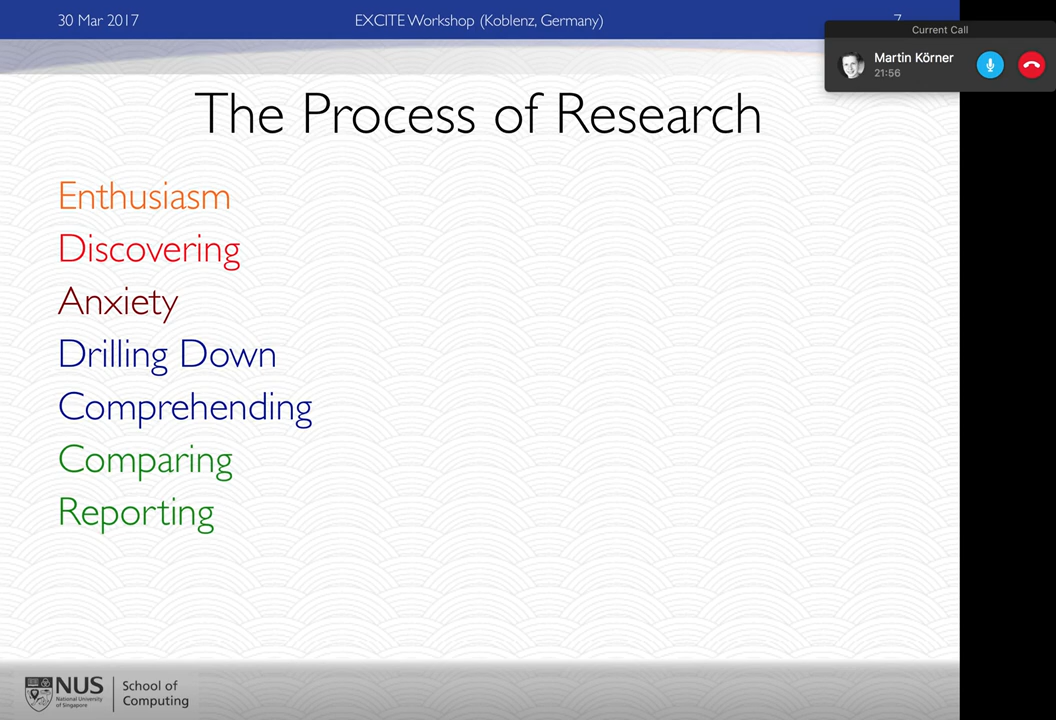 30 Mar 2017
EXCITE Workshop (Koblenz, Germany)
7
Current Call
Martin Körner
21:56
The Process of Research
Enthusiasm
Discovering
Anxiety
Drilling Down
Comprehending
Comparing
Reporting
NUS
National University
of Singapore
School of
Computing